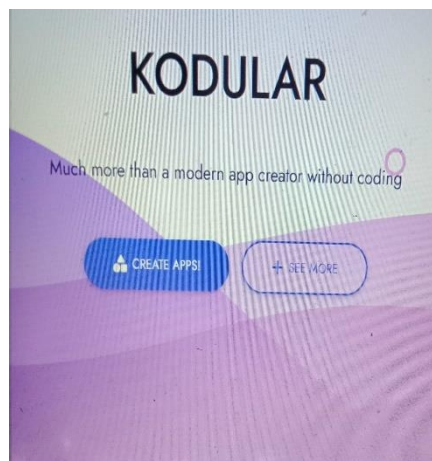 KODULAR
Much more than a modern app creator without coding
CREATE APPS!
+ SEE MORE